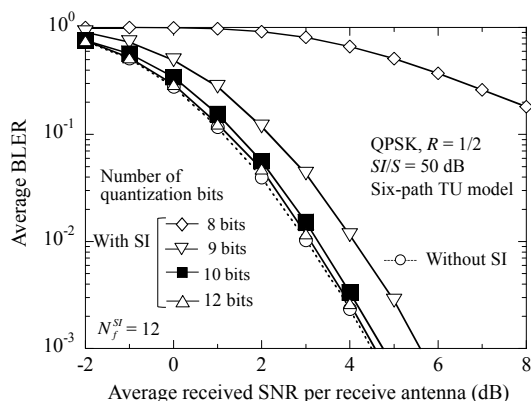 10^0
10^-1
10^-2
10^-3
Average BLER
-2 0 2 4 6 8
Average received SNR per receive antenna (dB)
QPSK, R = 1/2
SI/S = 50 dB
Six-path TU model
Number of
quantization bits
With SI
8 bits
9 bits
10 bits
12 bits
Without SI
N_f^SI = 12